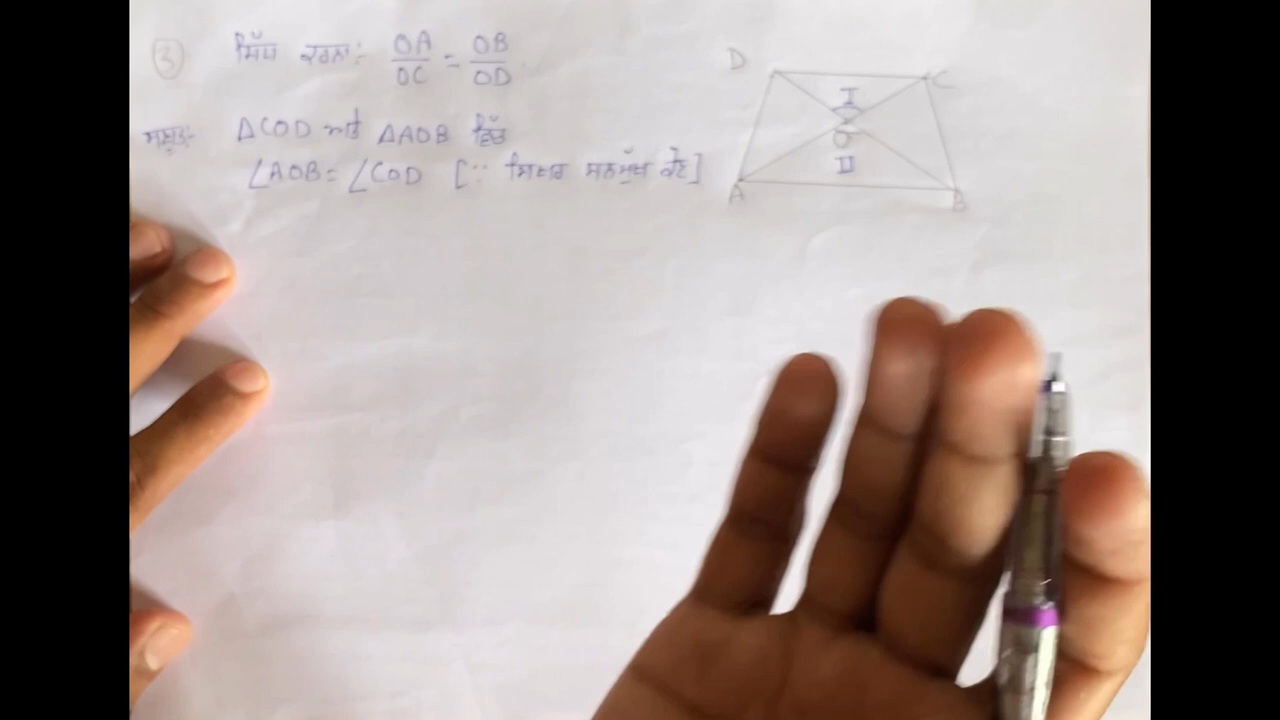 3 ਸਿੱਧ ਕਰਨਾ:- OA/OC = OB/OD
ਸਬੂਤ:- ΔCOD ਅਤੇ ΔAOB ਵਿੱਚ
∠AOB = ∠COD [∵ ਸਿਖਰ ਸਨਮੁੱਖ ਕੋਣ]
D C
I
O
II
A B